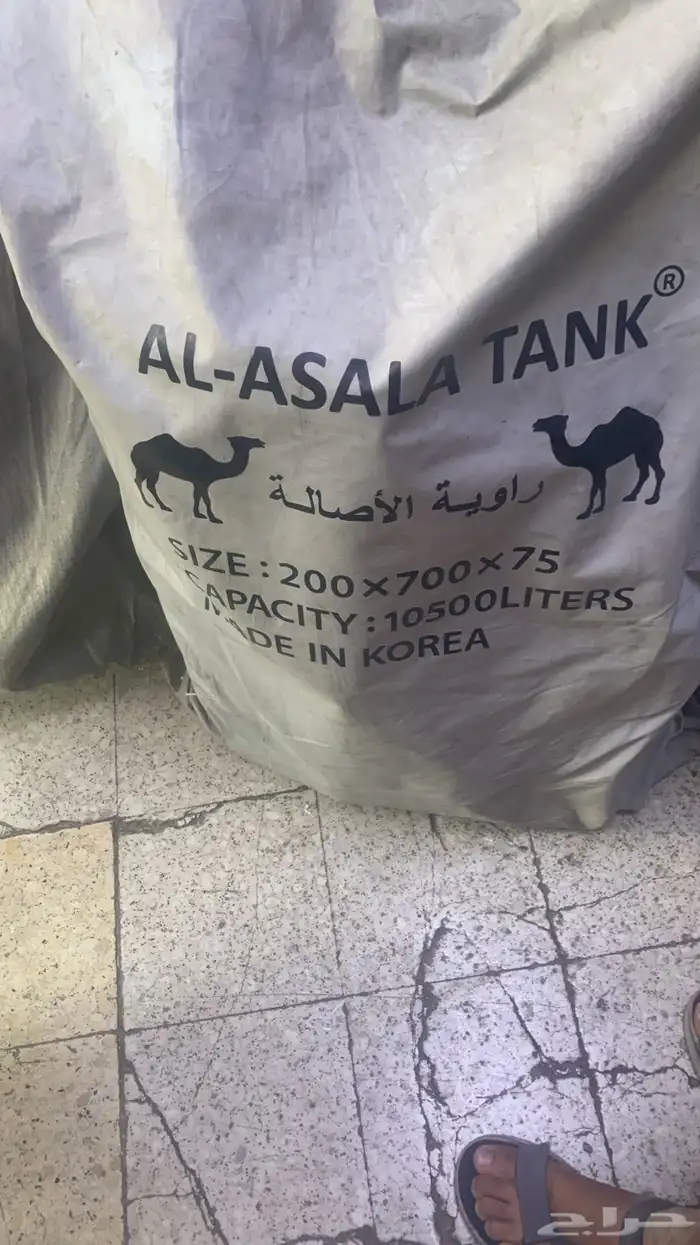 AL-ASALA TANK®
راوية الأصالة
SIZE : 200×700×75
CAPACITY : 10500LITERS
MADE IN KOREA
حراج